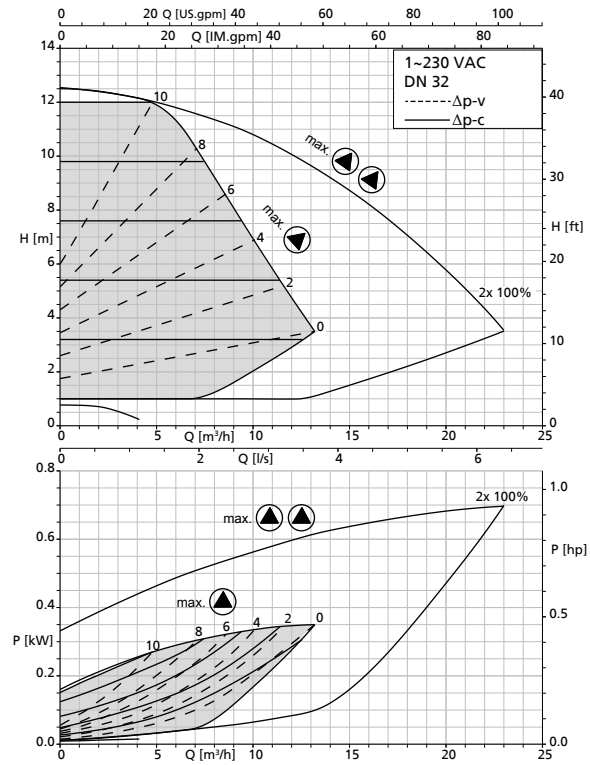 0 20 Q [US.gpm] 40 60 80 100
0 20 Q [IM.gpm] 40 60 80
14
12
10
8
H [m]
6
4
2
0
1~230 VAC
DN 32
Δp-v
Δp-c
40
30
H [ft]
20
10
0
10
8
6
4
2
0
max.
max.
2x 100%
0 5 Q [m³/h] 10 15 20 25
0 2 Q [l/s] 4 6
0.8
0.6
0.4
P [kW]
0.2
0.0
1.0
P [hp]
0.5
0.0
2x 100%
max.
max.
10 8 6 4 2 0
0 5 Q [m³/h] 10 15 20 25